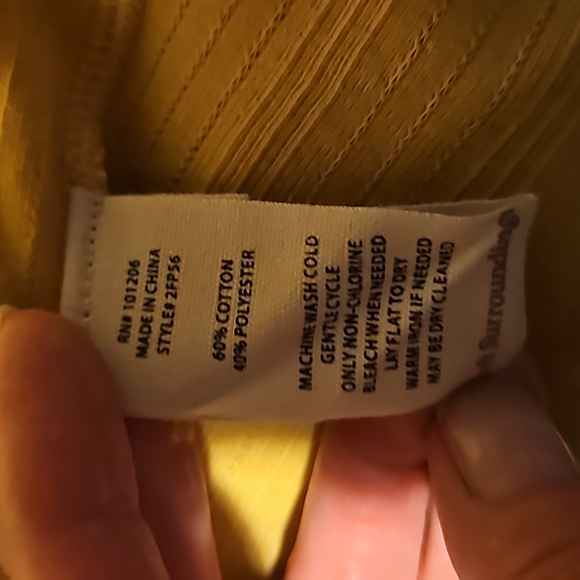 RN# 101206
MADE IN CHINA
STYLE# 2FP56
60% COTTON
40% POLYESTER
MACHINE WASH COLD
GENTLE CYCLE
ONLY NON-CHLORINE
BLEACH WHEN NEEDED
LAY FLAT TO DRY
WARM IRON IF NEEDED
MAY BE DRY CLEANED
Surrounding